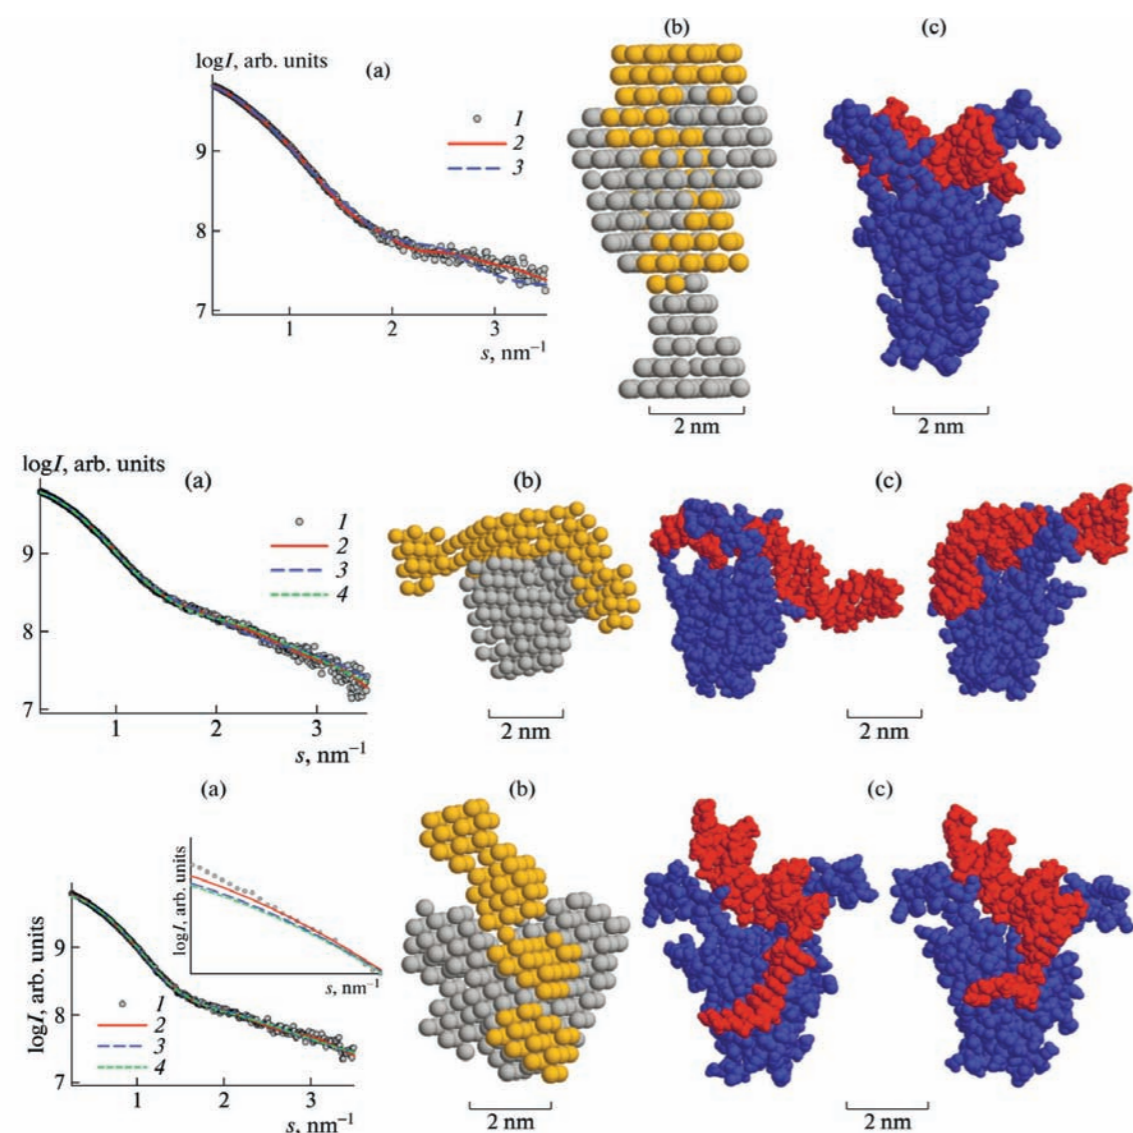 (b)
(c)
logI, arb. units
(a)
1
2
3
9
8
7
1
2
3
s, nm⁻¹
2 nm
2 nm
logI, arb. units
(a)
(b)
(c)
1
2
3
4
9
8
7
1
2
3
s, nm⁻¹
2 nm
2 nm
(a)
(b)
(c)
logI, arb. units
s, nm⁻¹
logI, arb. units
9
8
7
1
2
3
4
1
2
3
s, nm⁻¹
2 nm
2 nm